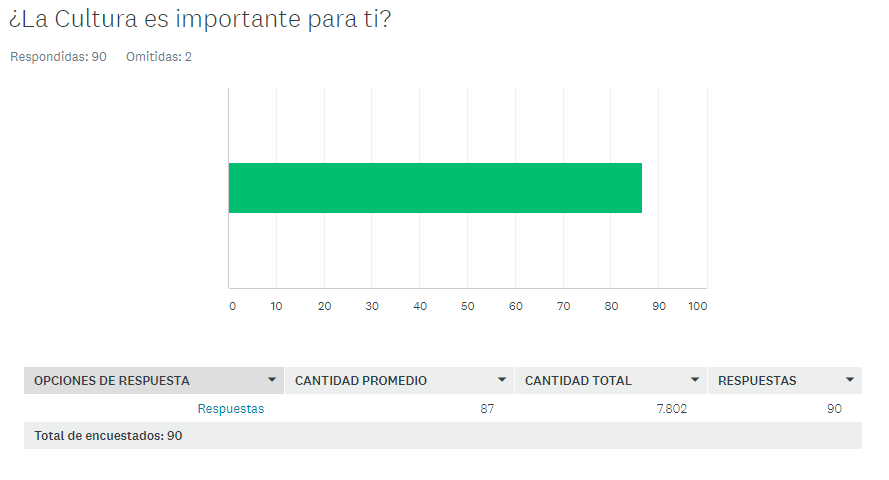 ¿La Cultura es importante para ti?
Respondidas: 90 Omitidas: 2
0 10 20 30 40 50 60 70 80 90 100
OPCIONES DE RESPUESTA CANTIDAD PROMEDIO CANTIDAD TOTAL RESPUESTAS
Respuestas 87 7.802 90
Total de encuestados: 90